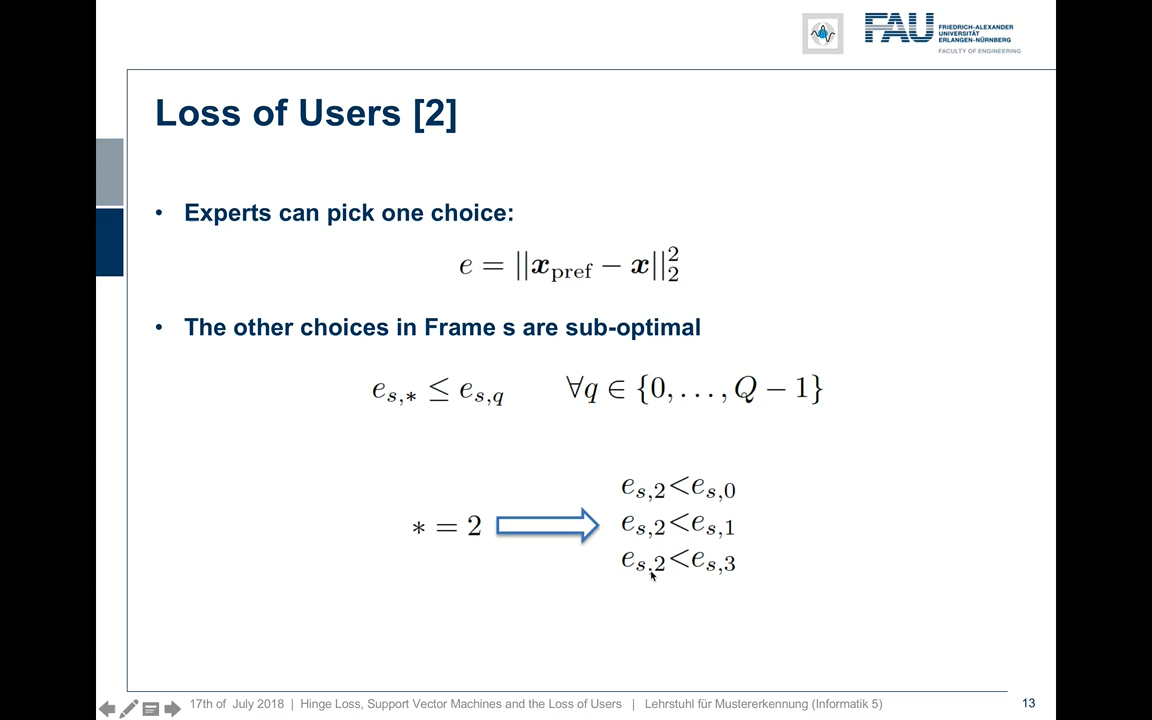 FAU
FRIEDRICH-ALEXANDER
UNIVERSITÄT
ERLANGEN-NÜRNBERG
FACULTY OF ENGINEERING
Loss of Users [2]
• Experts can pick one choice:
e = ||x_pref − x||₂²
• The other choices in Frame s are sub-optimal
e_{s,∗} ≤ e_{s,q} ∀q ∈ {0, . . . , Q − 1}
e_{s,2}<e_{s,0}
∗ = 2 e_{s,2}<e_{s,1}
e_{s,2}<e_{s,3}
17th of July 2018 | Hinge Loss, Support Vector Machines and the Loss of Users | Lehrstuhl für Mustererkennung (Informatik 5) 13